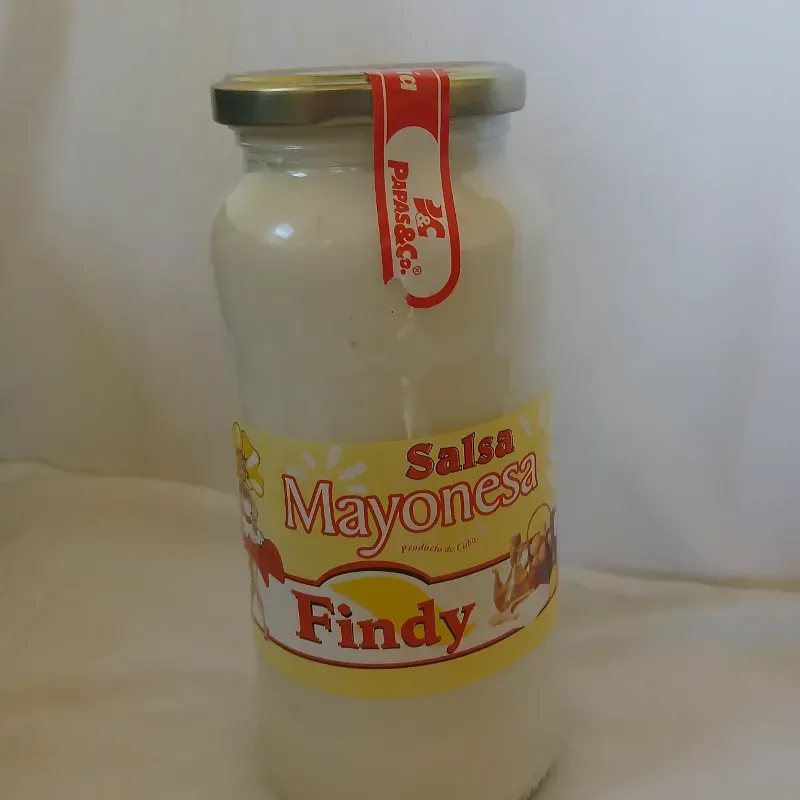 P&C
PAPAS&Co.®
Salsa
Mayonesa
Producto de Cuba
Findy